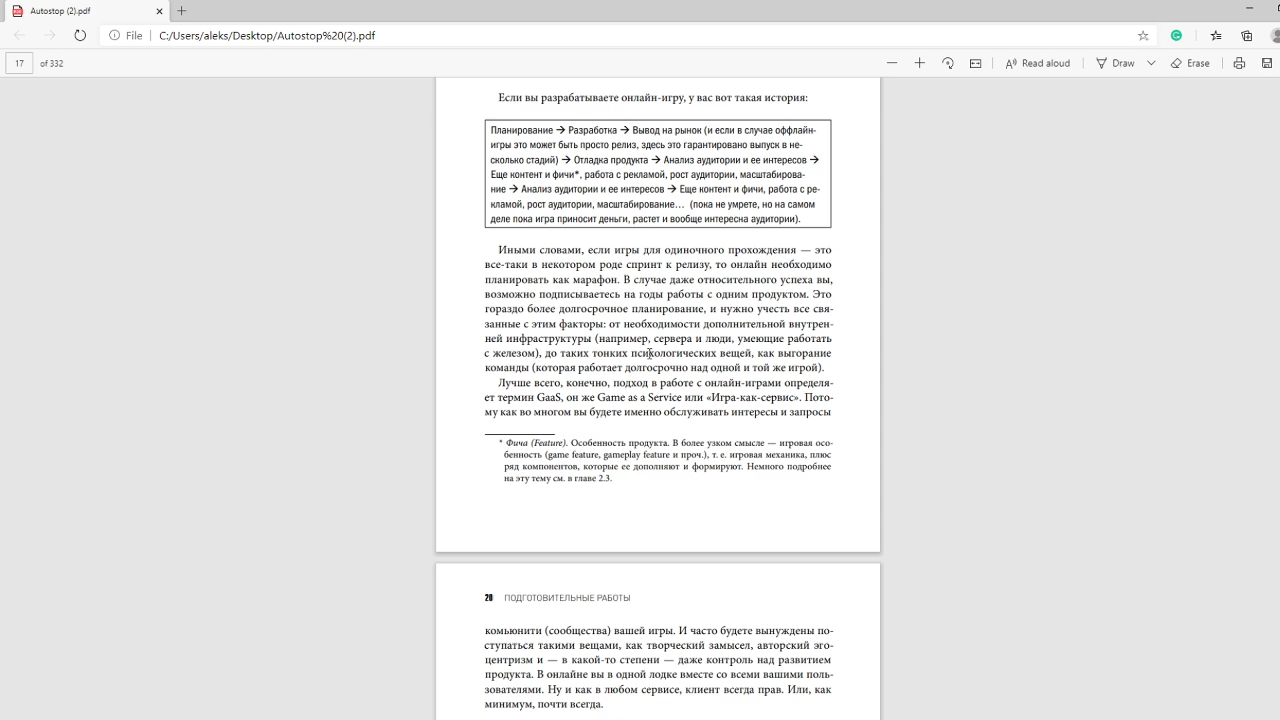 Autostop (2).pdf
File
C:/Users/aleks/Desktop/Autostop%20(2).pdf
17 of 332
Read aloud
Draw
Erase
Если вы разрабатываете онлайн-игру, у вас вот такая история:
Планирование → Разработка → Вывод на рынок (и если в случае оффлайн-
игры это может быть просто релиз, здесь это гарантировано выпуск в не-
сколько стадий) → Отладка продукта → Анализ аудитории и ее интересов →
Еще контент и фичи*, работа с рекламой, рост аудитории, масштабирова-
ние → Анализ аудитории и ее интересов → Еще контент и фичи, работа с ре-
кламой, рост аудитории, масштабирование… (пока не умрете, но на самом
деле пока игра приносит деньги, растет и вообще интересна аудитории).
Иными словами, если игры для одиночного прохождения — это
все-таки в некотором роде спринт к релизу, то онлайн необходимо
планировать как марафон. В случае даже относительного успеха вы,
возможно подписываетесь на годы работы с одним продуктом. Это
гораздо более долгосрочное планирование, и нужно учесть все свя-
занные с этим факторы: от необходимости дополнительной внутрен-
ней инфраструктуры (например, сервера и люди, умеющие работать
с железом), до таких тонких психологических вещей, как выгорание
команды (которая работает долгосрочно над одной и той же игрой).
Лучше всего, конечно, подход в работе с онлайн-играми определя-
ет термин GaaS, он же Game as a Service или «Игра-как-сервис». Пото-
му как во многом вы будете именно обслуживать интересы и запросы
* Фича (Feature). Особенность продукта. В более узком смысле — игровая осо-
бенность (game feature, gameplay feature и проч.), т. е. игровая механика, плюс
ряд компонентов, которые ее дополняют и формируют. Немного подробнее
на эту тему см. в главе 2.3.
20 ПОДГОТОВИТЕЛЬНЫЕ РАБОТЫ
комьюнити (сообщества) вашей игры. И часто будете вынуждены по-
ступаться такими вещами, как творческий замысел, авторский эго-
центризм и — в какой-то степени — даже контроль над развитием
продукта. В онлайне вы в одной лодке вместе со всеми вашими поль-
зователями. Ну и как в любом сервисе, клиент всегда прав. Или, как
минимум, почти всегда.